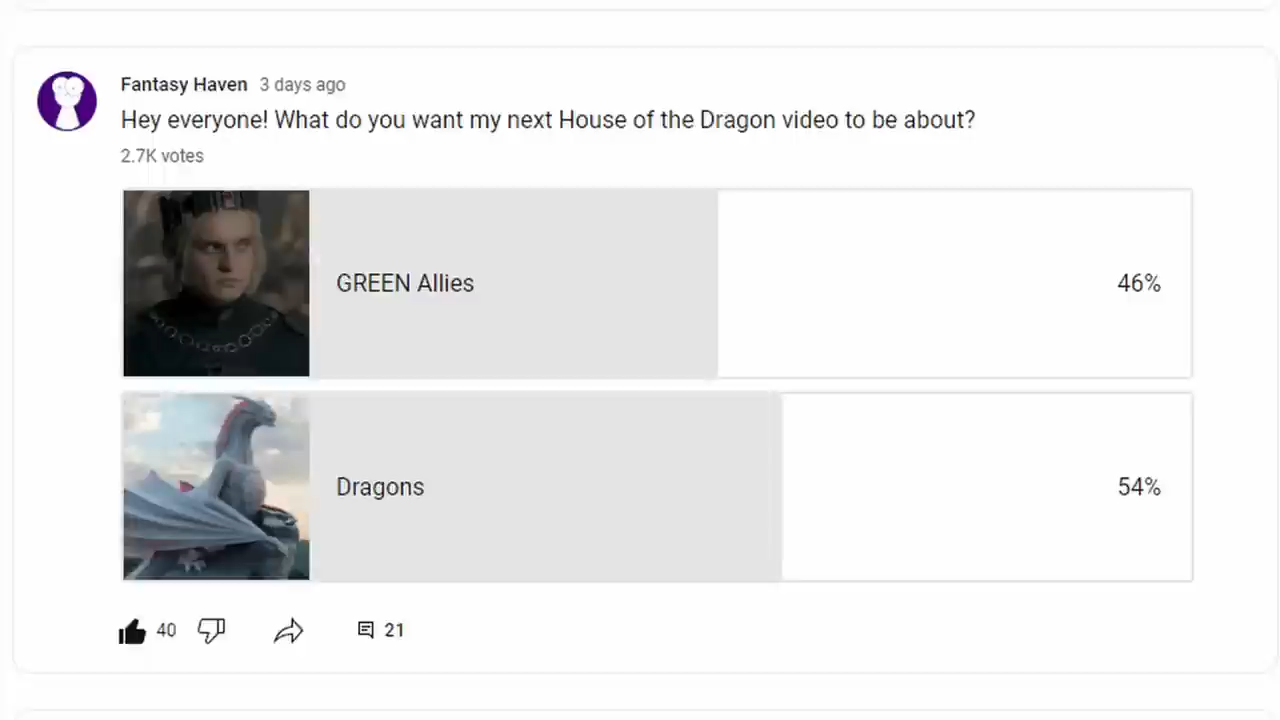 Fantasy Haven 3 days ago
Hey everyone! What do you want my next House of the Dragon video to be about?
2.7K votes
GREEN Allies 46%
Dragons 54%
40 21